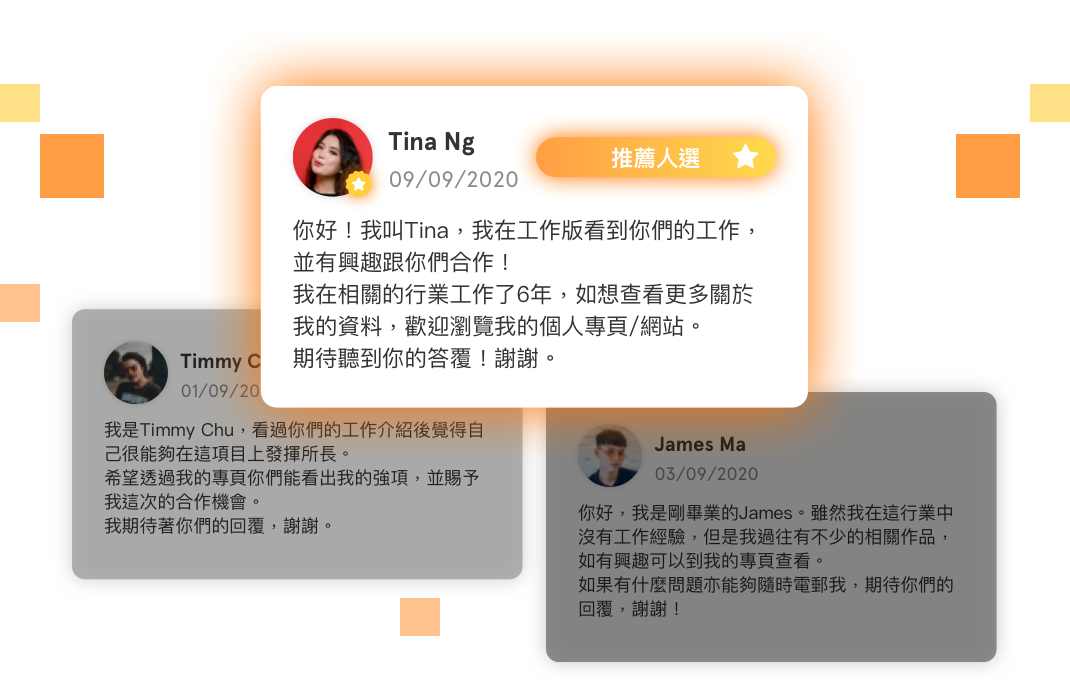 Tina Ng
09/09/2020
推薦人選
你好！我叫Tina，我在工作版看到你們的工作，
並有興趣跟你們合作！
我在相關的行業工作了6年，如想查看更多關於
我的資料，歡迎瀏覽我的個人專頁/網站。
期待聽到你的答覆！謝謝。
Timmy C
01/09/20
我是Timmy Chu，看過你們的工作介紹後覺得自
己很能夠在這項目上發揮所長。
希望透過我的專頁你們能看出我的強項，並賜予
我這次的合作機會。
我期待著你們的回覆，謝謝。
James Ma
03/09/2020
你好，我是剛畢業的James。雖然我在這行業中
沒有工作經驗，但是我過往有不少的相關作品，
如有興趣可以到我的專頁查看。
如果有什麼問題亦能夠隨時電郵我，期待你們的
回覆，謝謝！